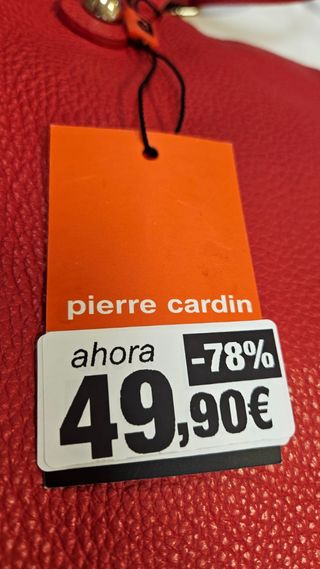 pierre cardin
ahora
-78%
49,90€